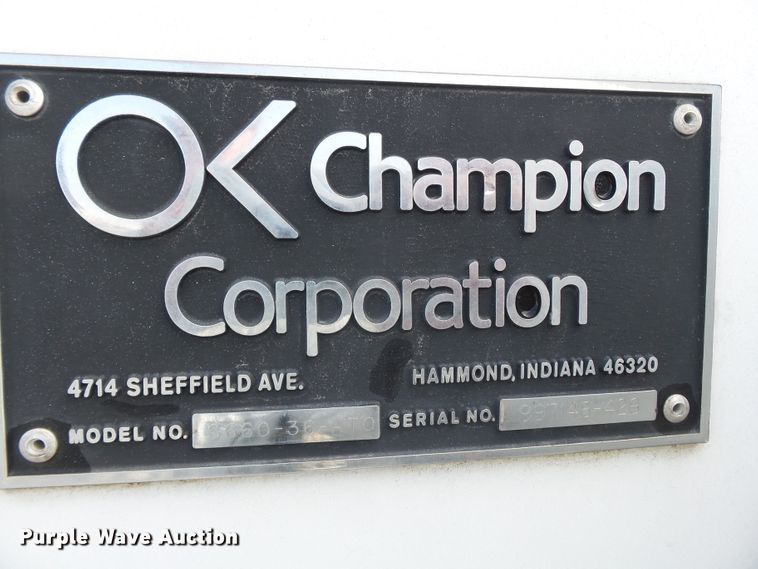 OK Champion
Corporation
4714 SHEFFIELD AVE. HAMMOND, INDIANA 46320
MODEL NO. SERIAL NO.
Purple Wave Auction